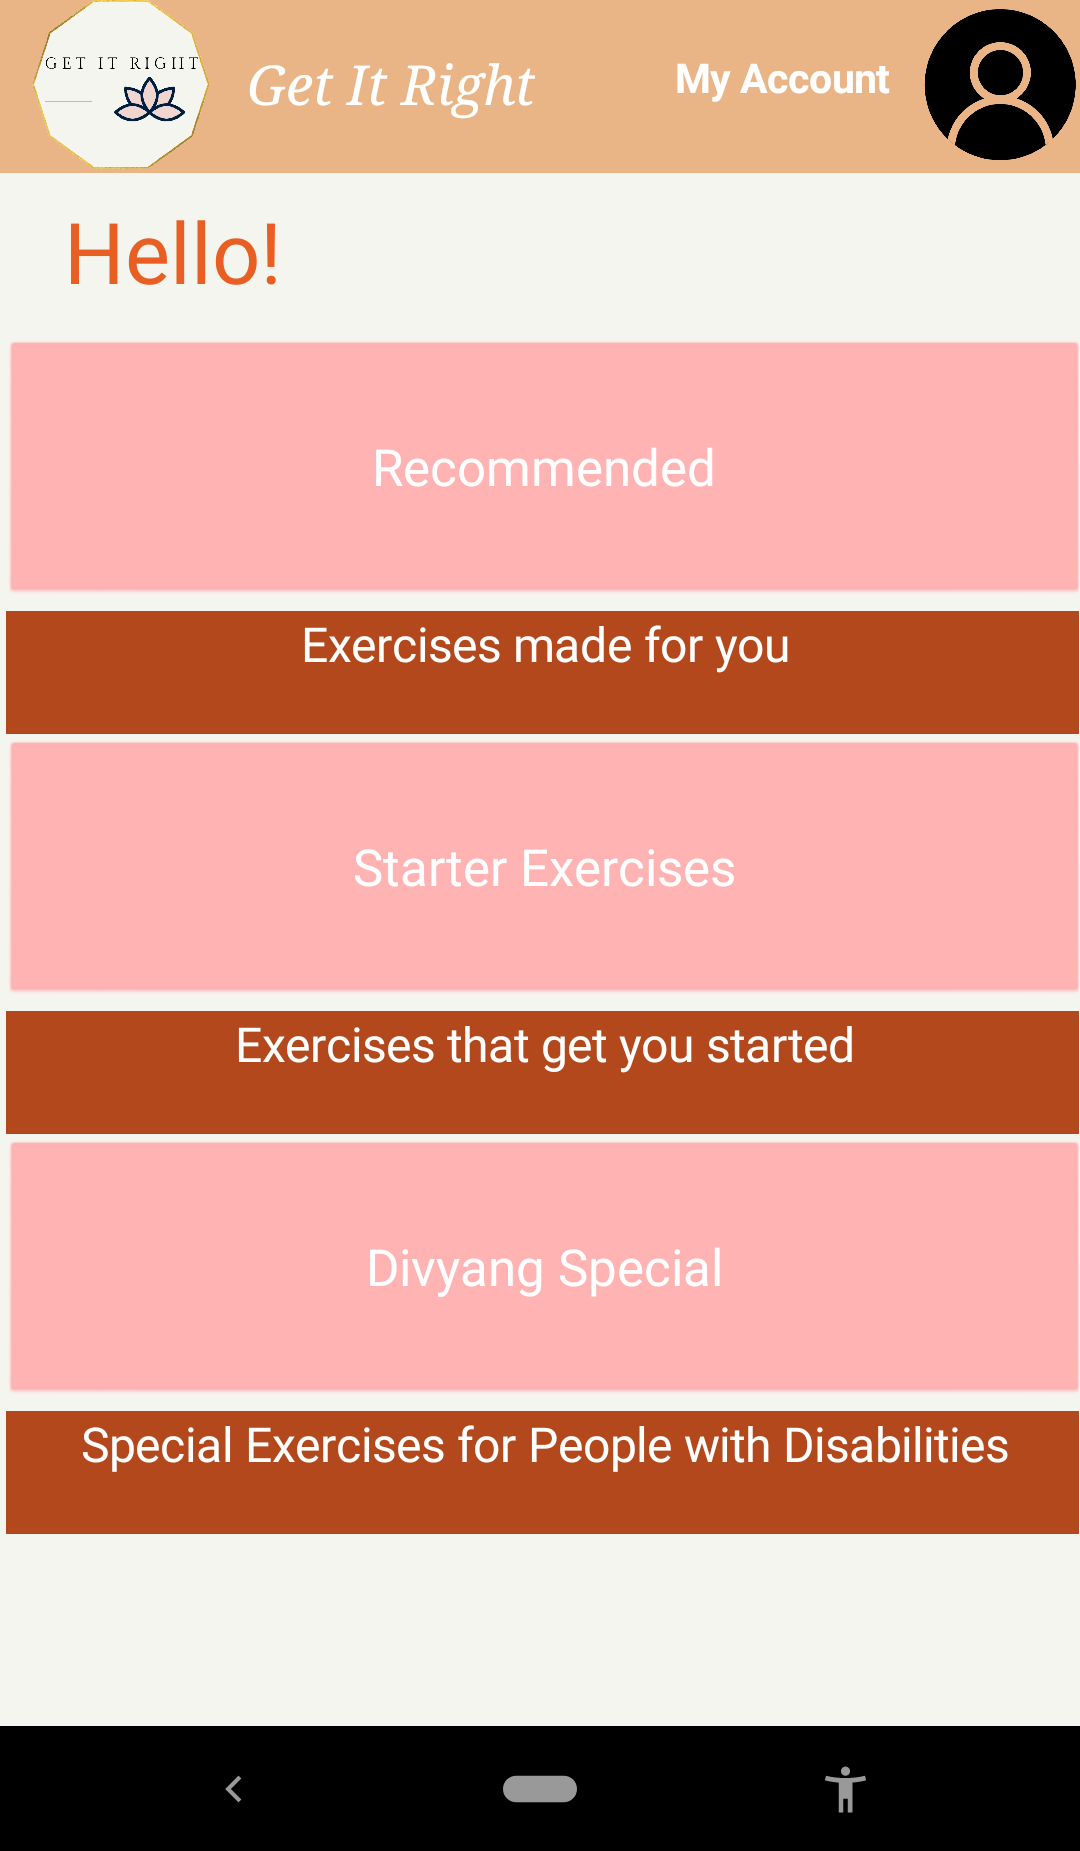 GET IT RIGHT
Get It Right
My Account
Hello!
Recommended
Exercises made for you
Starter Exercises
Exercises that get you started
Divyang Special
Special Exercises for People with Disabilities